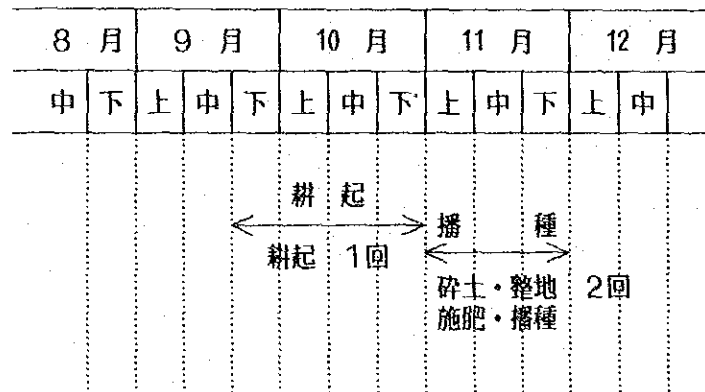 8 月 9 月 10 月 11 月 12 月
中 下 上 中 下 上 中 下 上 中 下 上 中
耕 起
耕起 1回
播 種
砕土・整地 2回
施肥・播種